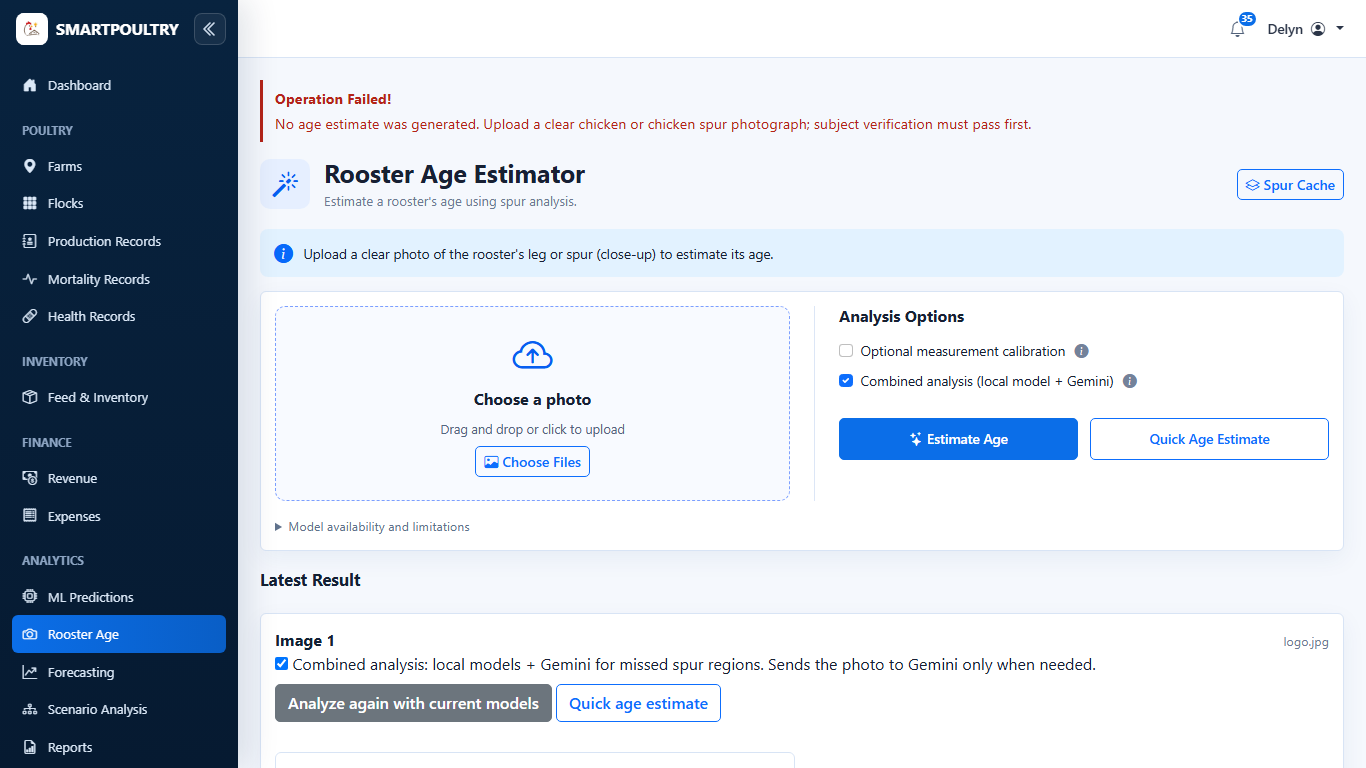 SMARTPOULTRY
35
Delyn
Dashboard
POULTRY
Farms
Flocks
Production Records
Mortality Records
Health Records
INVENTORY
Feed & Inventory
FINANCE
Revenue
Expenses
ANALYTICS
ML Predictions
Rooster Age
Forecasting
Scenario Analysis
Reports
Operation Failed!
No age estimate was generated. Upload a clear chicken or chicken spur photograph; subject verification must pass first.
Rooster Age Estimator
Estimate a rooster's age using spur analysis.
Spur Cache
Upload a clear photo of the rooster's leg or spur (close-up) to estimate its age.
Choose a photo
Drag and drop or click to upload
Choose Files
Model availability and limitations
Analysis Options
Optional measurement calibration
Combined analysis (local model + Gemini)
Estimate Age
Quick Age Estimate
Latest Result
Image 1
logo.jpg
Combined analysis: local models + Gemini for missed spur regions. Sends the photo to Gemini only when needed.
Analyze again with current models
Quick age estimate